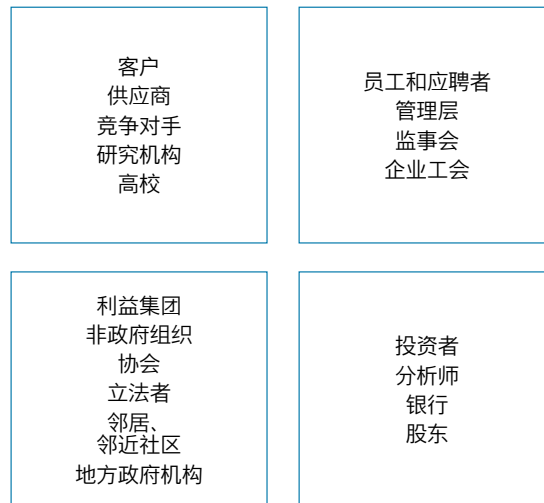 客户
供应商
竞争对手
研究机构
高校
员工和应聘者
管理层
监事会
企业工会
利益集团
非政府组织
协会
立法者
邻居、
邻近社区
地方政府机构
投资者
分析师
银行
股东